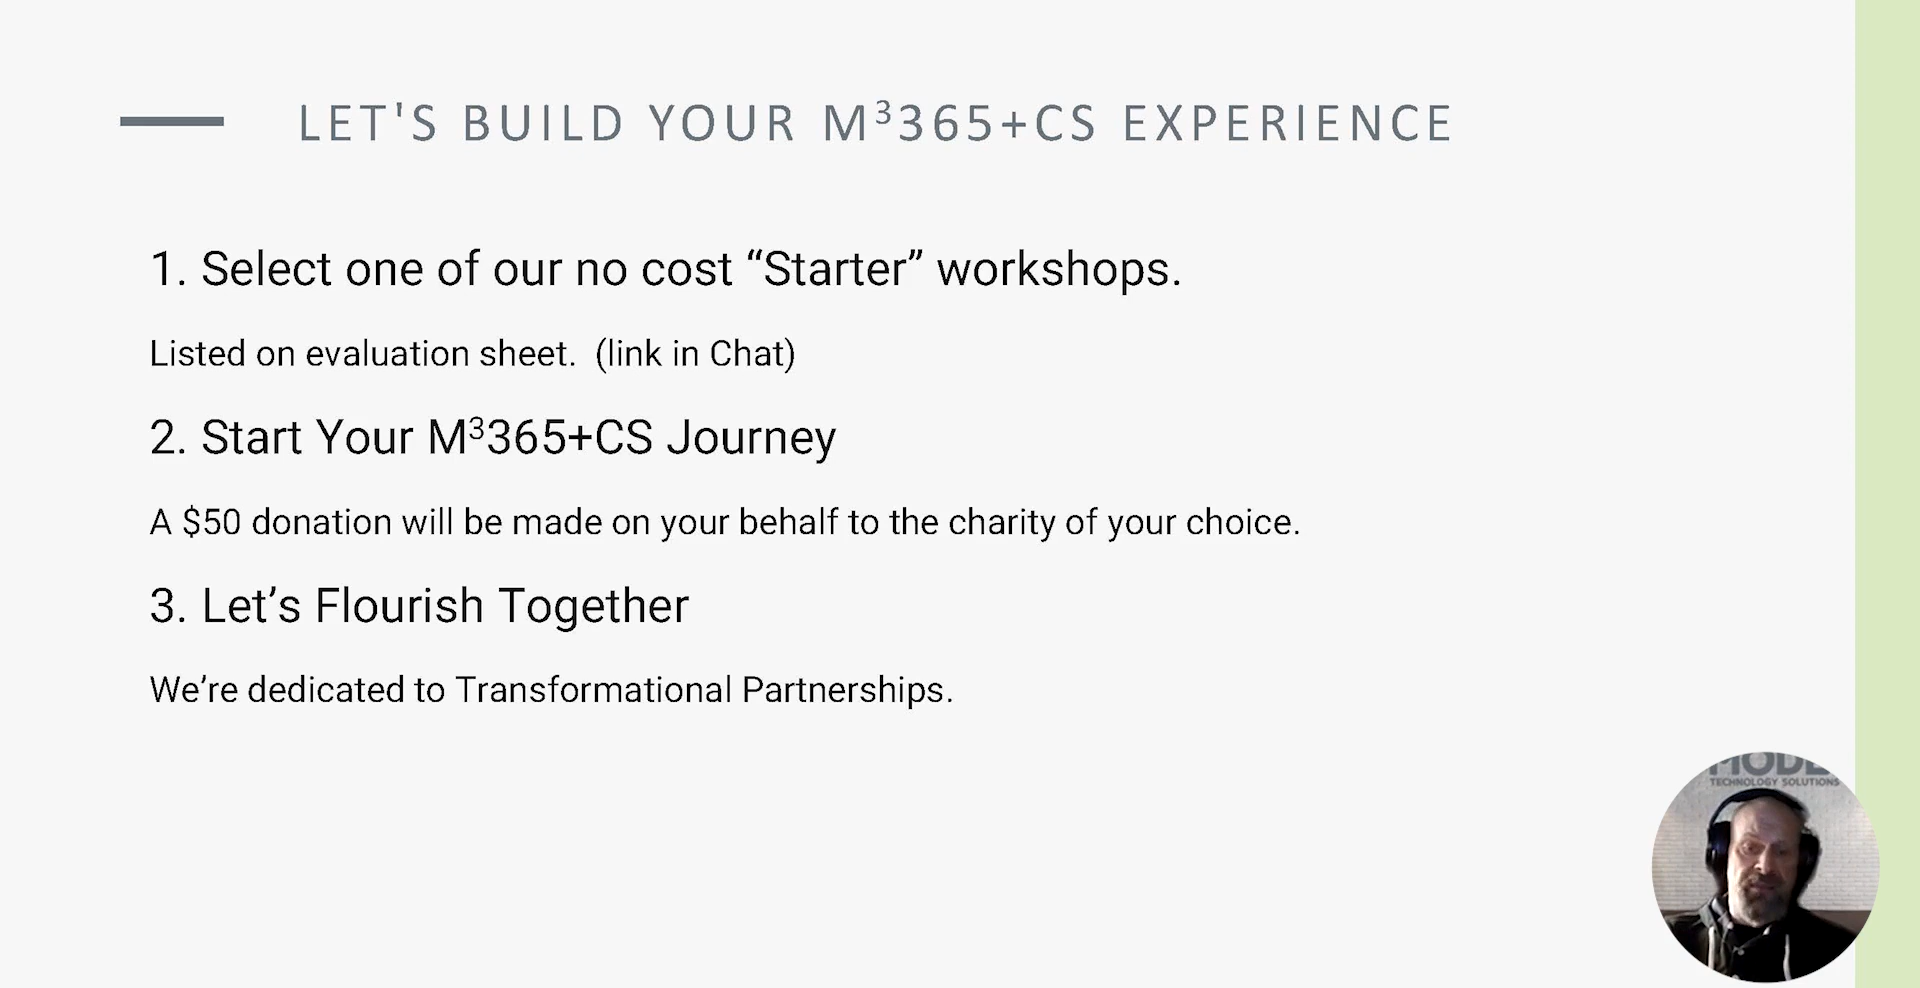 LET'S BUILD YOUR M³365+CS EXPERIENCE
1. Select one of our no cost “Starter” workshops.
Listed on evaluation sheet.  (link in Chat)
2. Start Your M³365+CS Journey
A $50 donation will be made on your behalf to the charity of your choice.
3. Let’s Flourish Together
We’re dedicated to Transformational Partnerships.
TECHNOLOGY SOLUTIONS